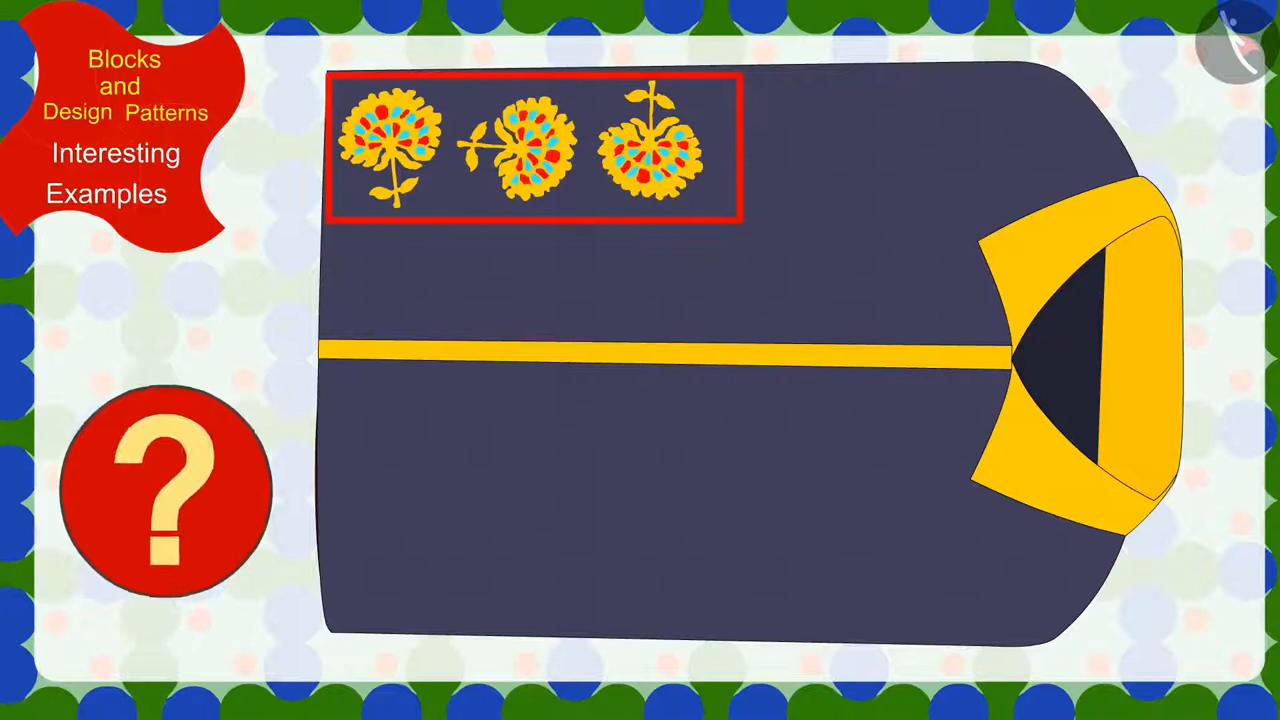 Blocks
and
Design Patterns
Interesting
Examples
?